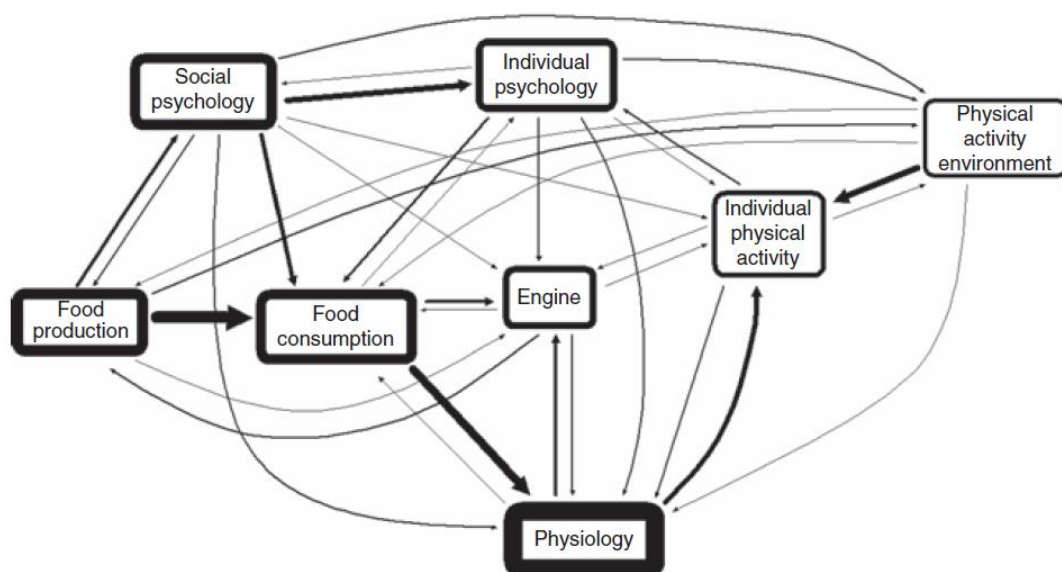 Social
psychology
Individual
psychology
Physical
activity
environment
Individual
physical
activity
Food
production
Food
consumption
Engine
Physiology